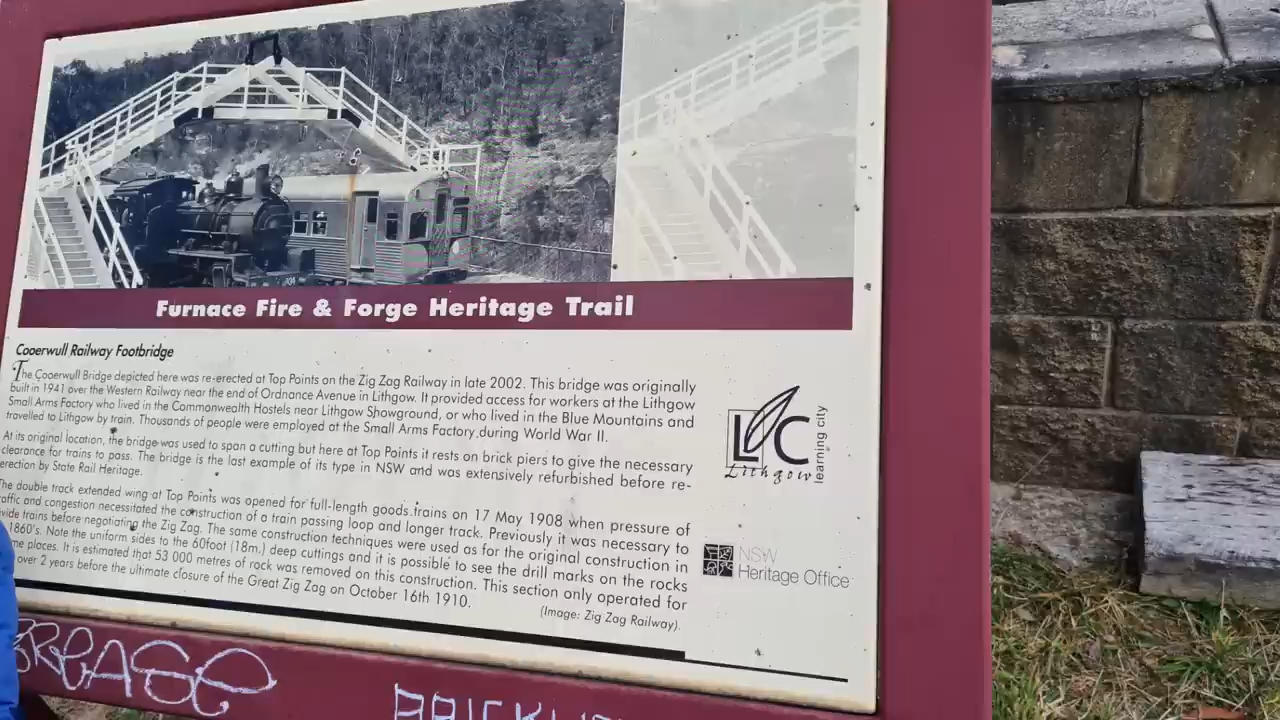 Furnace Fire & Forge Heritage Trail
Cooerwull Railway Footbridge
The Cooerwull Bridge depicted here was re-erected at Top Points on the Zig Zag Railway in late 2002. This bridge was originally
built in 1941 over the Western Railway near the end of Ordnance Avenue in Lithgow. It provided access for workers at the Lithgow
Small Arms Factory who lived in the Commonwealth Hostels near Lithgow Showground, or who lived in the Blue Mountains and
travelled to Lithgow by train. Thousands of people were employed at the Small Arms Factory during World War II.
At its original location, the bridge was used to span a cutting but here at Top Points it rests on brick piers to give the necessary
clearance for trains to pass. The bridge is the last example of its type in NSW and was extensively refurbished before re-
erection by State Rail Heritage.
The double track extended wing at Top Points was opened for full-length goods trains on 17 May 1908 when pressure of
traffic and congestion necessitated the construction of a train passing loop and longer track. Previously it was necessary to
vide trains before negotiating the Zig Zag. The same construction techniques were used as for the original construction in
1860's. Note the uniform sides to the 60foot (18m.) deep cuttings and it is possible to see the drill marks on the rocks
me places. It is estimated that 53 000 metres of rock was removed on this construction. This section only operated for
over 2 years before the ultimate closure of the Great Zig Zag on October 16th 1910.
(Image: Zig Zag Railway).
LC
Lithgow
learning city
NSW
Heritage Office